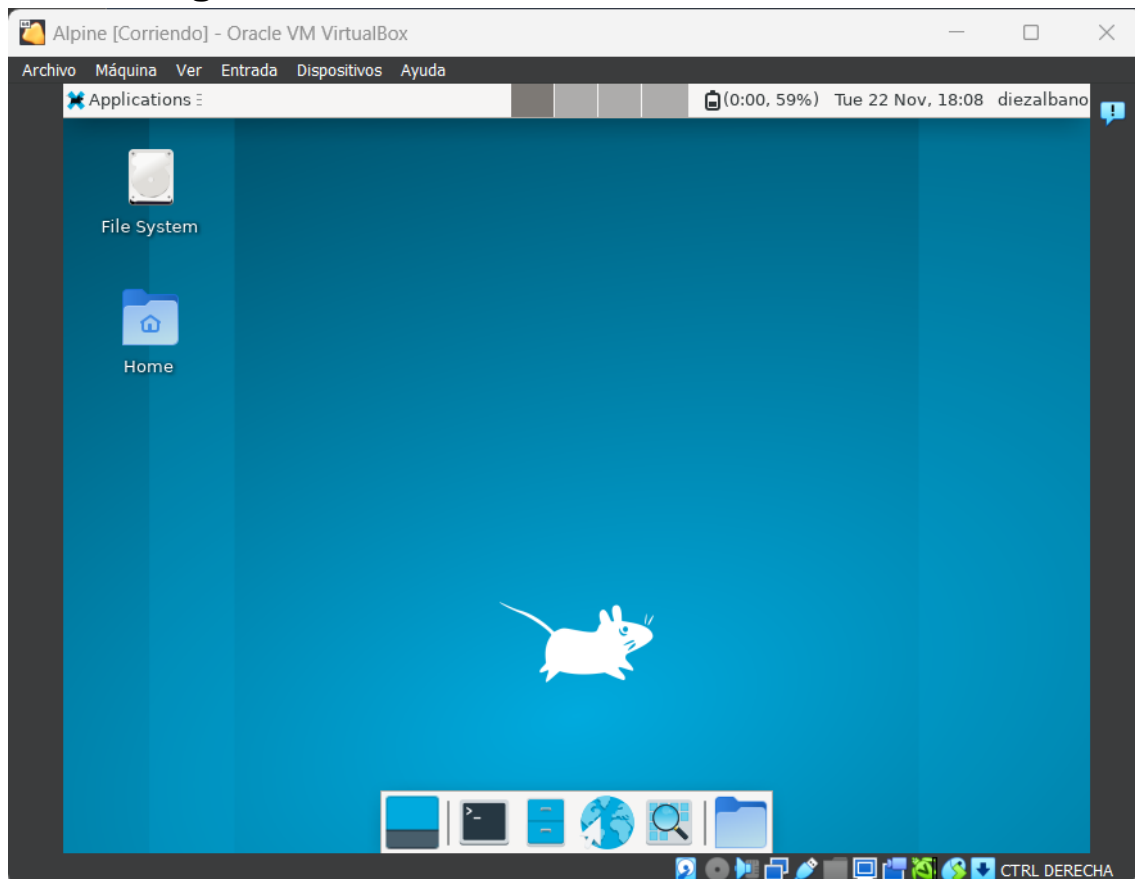 Alpine [Corriendo] - Oracle VM VirtualBox
Archivo Máquina Ver Entrada Dispositivos Ayuda
Applications (0:00, 59%) Tue 22 Nov, 18:08 diezalbano
File System
Home
CTRL DERECHA